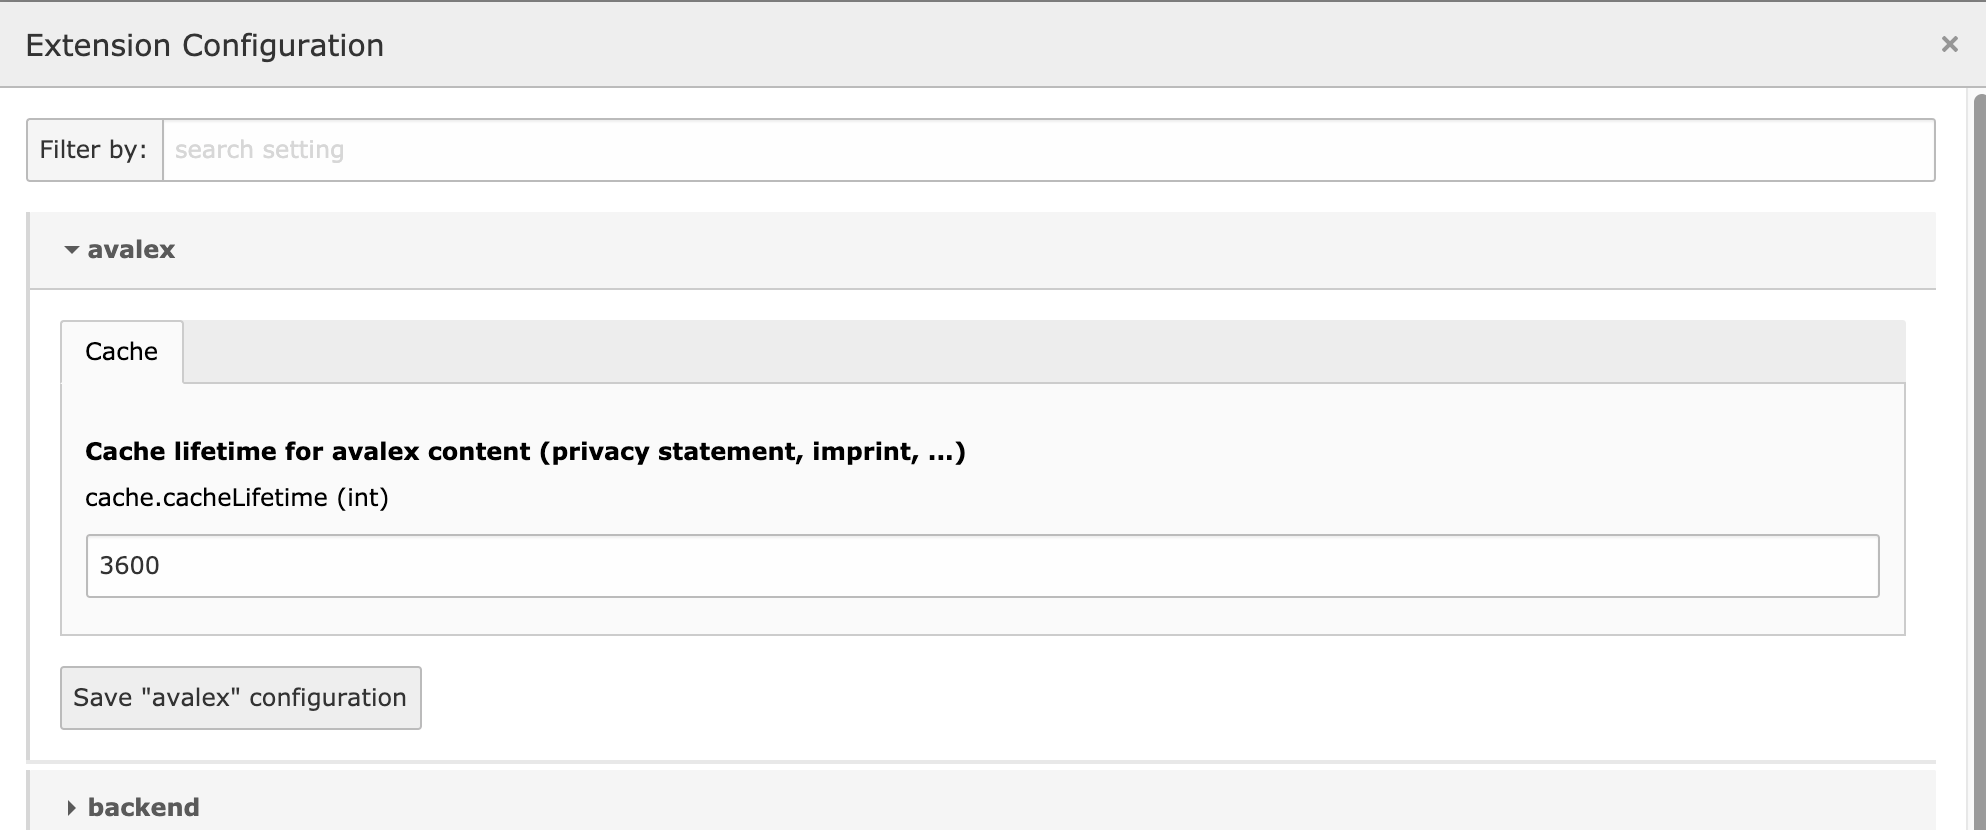 Extension Configuration
Filter by: search setting
avalex
Cache
Cache lifetime for avalex content (privacy statement, imprint, ...)
cache.cacheLifetime (int)
3600
Save "avalex" configuration
backend